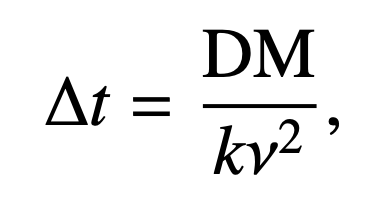 Δt = DM / kν²,